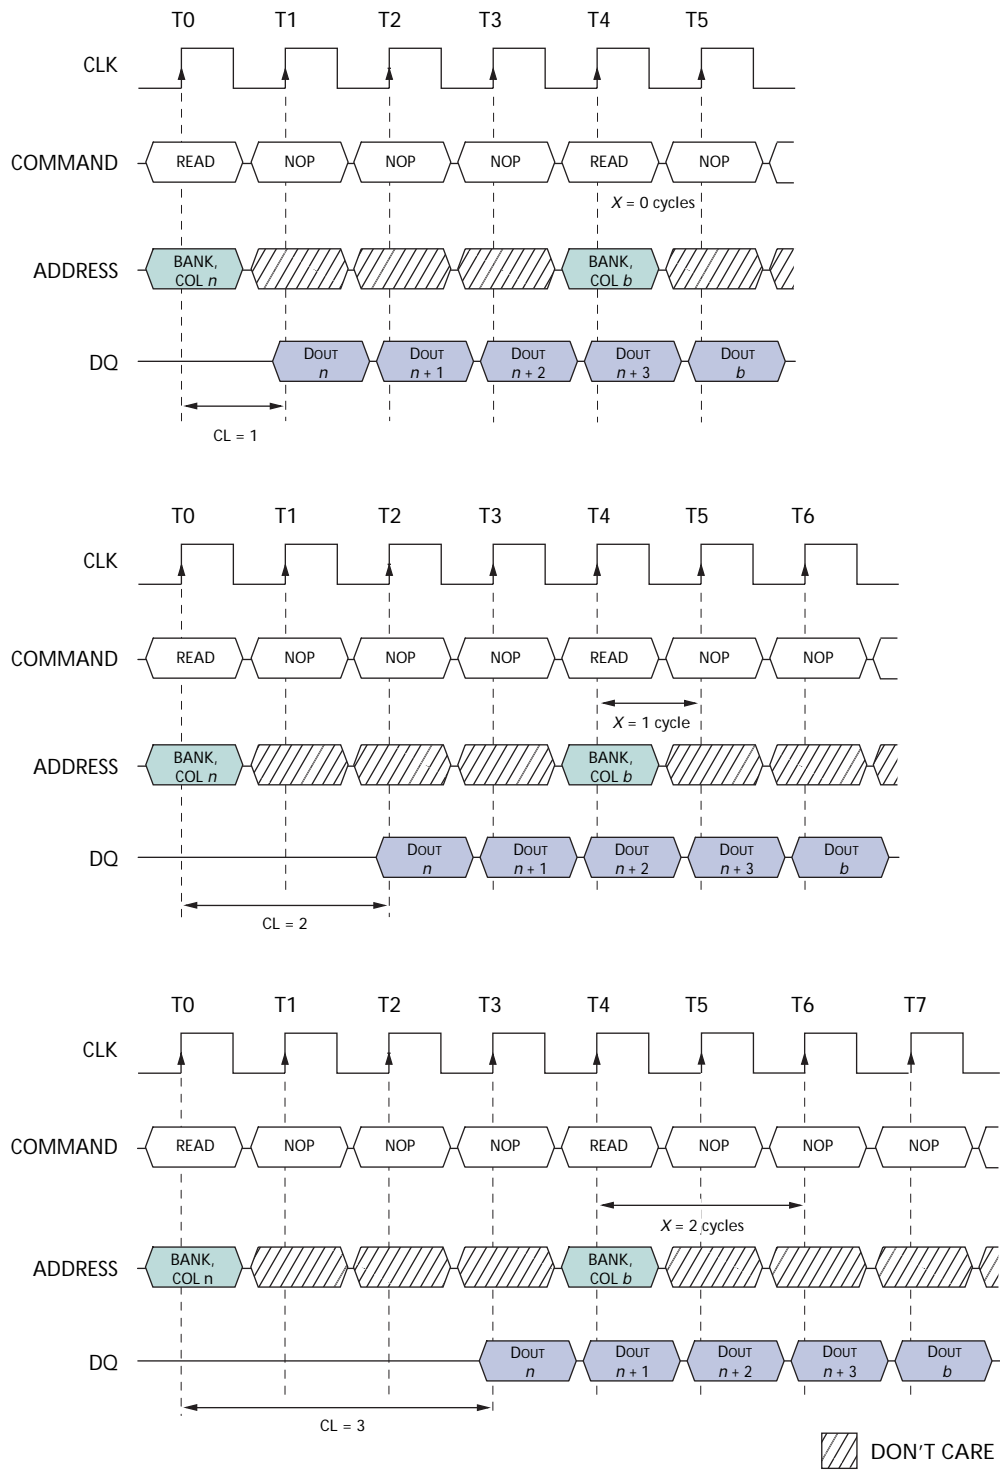 T0 T1 T2 T3 T4 T5
CLK
COMMAND READ NOP NOP NOP READ NOP
X = 0 cycles
ADDRESS BANK, COL n BANK, COL b
DQ DOUT n DOUT n + 1 DOUT n + 2 DOUT n + 3 DOUT b
CL = 1
T0 T1 T2 T3 T4 T5 T6
CLK
COMMAND READ NOP NOP NOP READ NOP NOP
X = 1 cycle
ADDRESS BANK, COL n BANK, COL b
DQ DOUT n DOUT n + 1 DOUT n + 2 DOUT n + 3 DOUT b
CL = 2
T0 T1 T2 T3 T4 T5 T6 T7
CLK
COMMAND READ NOP NOP NOP READ NOP NOP NOP
X = 2 cycles
ADDRESS BANK, COL n BANK, COL b
DQ DOUT n DOUT n + 1 DOUT n + 2 DOUT n + 3 DOUT b
CL = 3
DON'T CARE